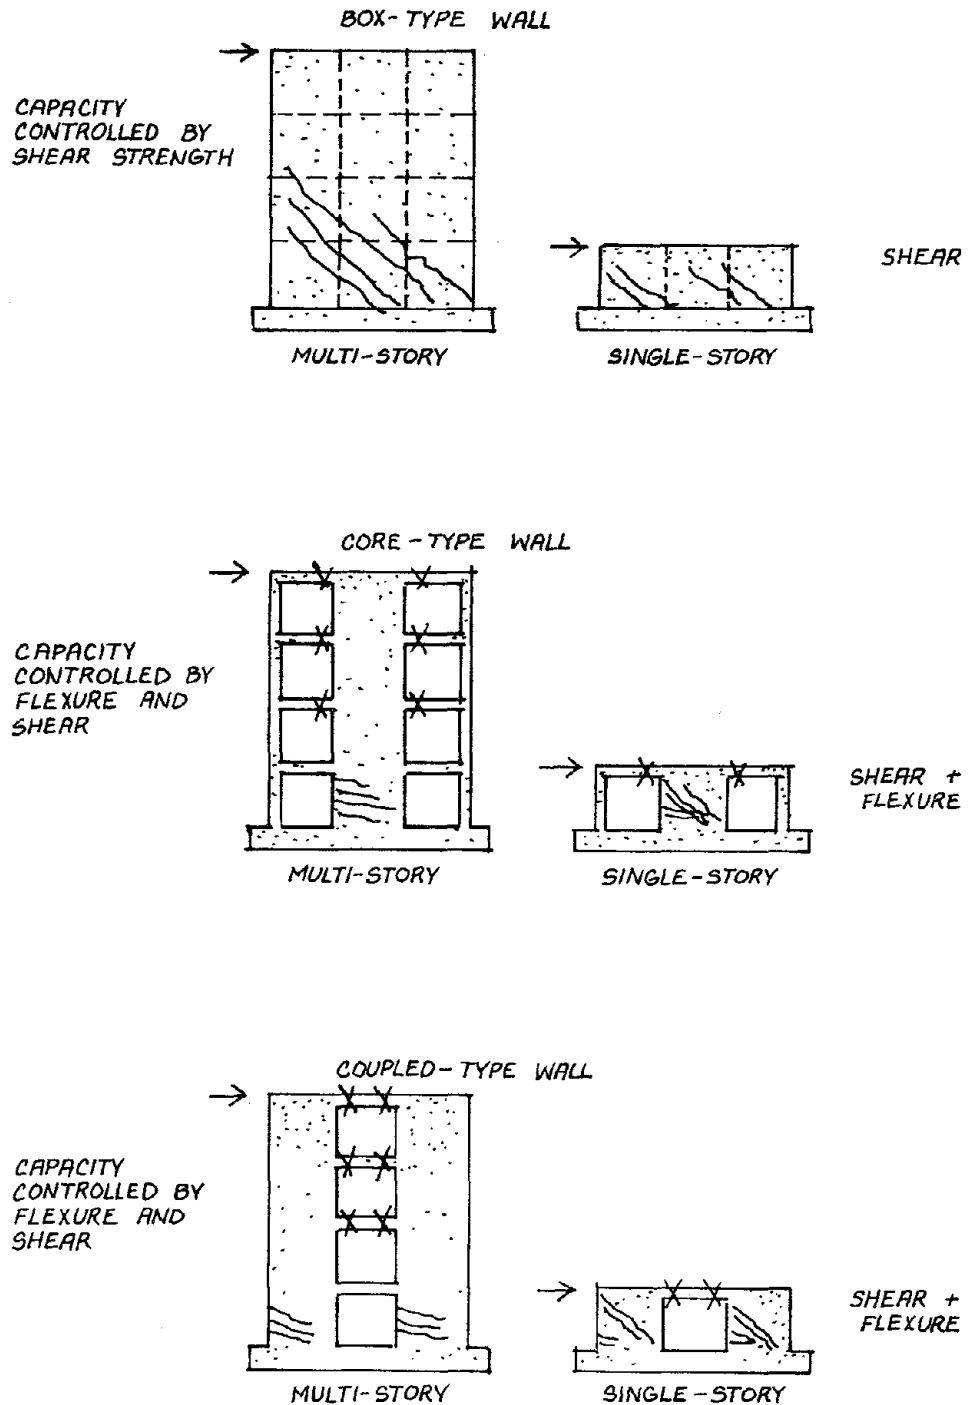 BOX-TYPE WALL
CAPACITY
CONTROLLED BY
SHEAR STRENGTH
SHEAR
MULTI-STORY
SINGLE-STORY
CORE-TYPE WALL
CAPACITY
CONTROLLED BY
FLEXURE AND
SHEAR
SHEAR +
FLEXURE
MULTI-STORY
SINGLE-STORY
COUPLED-TYPE WALL
CAPACITY
CONTROLLED BY
FLEXURE AND
SHEAR
SHEAR +
FLEXURE
MULTI-STORY
SINGLE-STORY